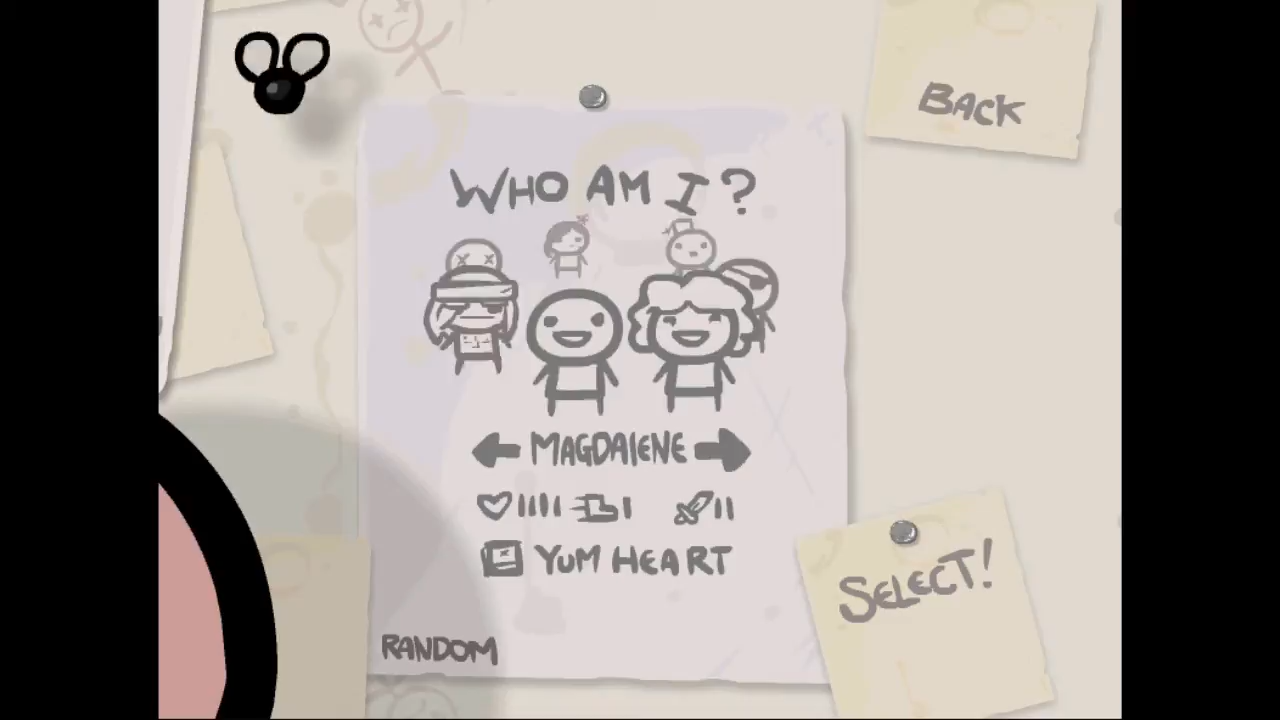 BACK
WHO AM I?
MAGDALENE
YUM HEART
SELECT!
RANDOM